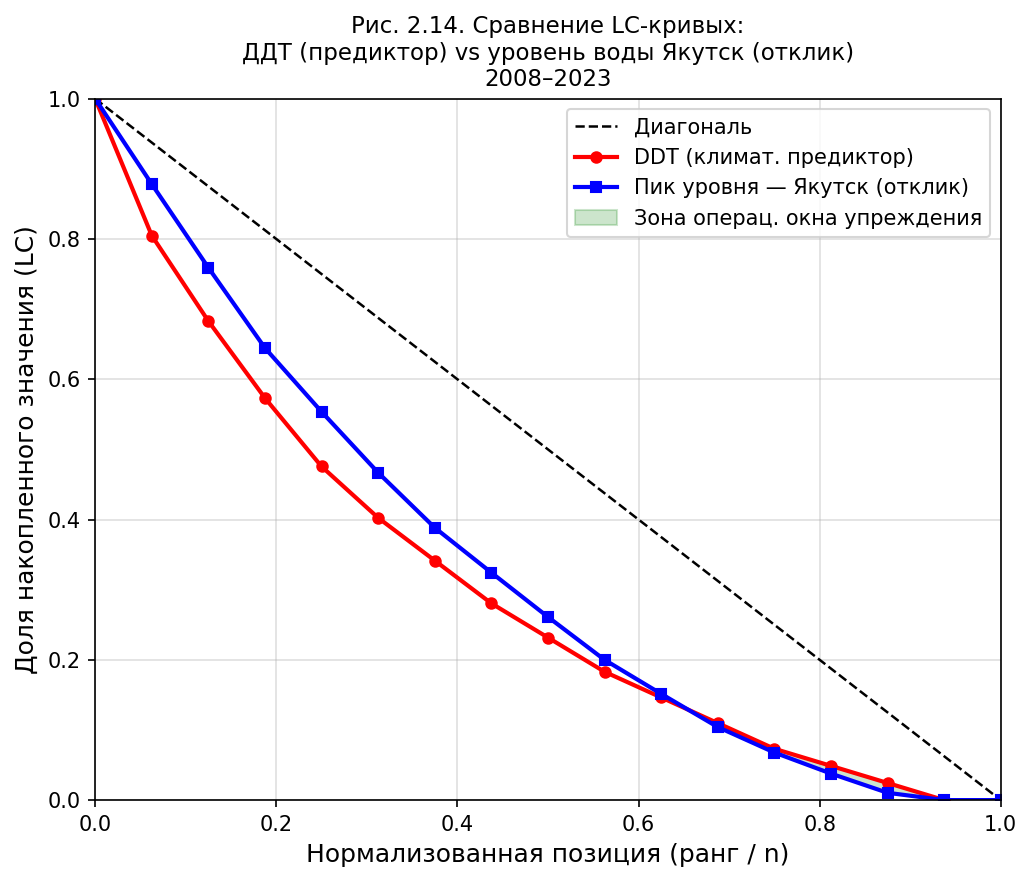 Рис. 2.14. Сравнение LC-кривых:
ДДТ (предиктор) vs уровень воды Якутск (отклик)
2008–2023
Диагональ
DDT (климат. предиктор)
Пик уровня — Якутск (отклик)
Зона операц. окна упреждения
Доля накопленного значения (LC)
1.0
0.8
0.6
0.4
0.2
0.0
0.0 0.2 0.4 0.6 0.8 1.0
Нормализованная позиция (ранг / n)